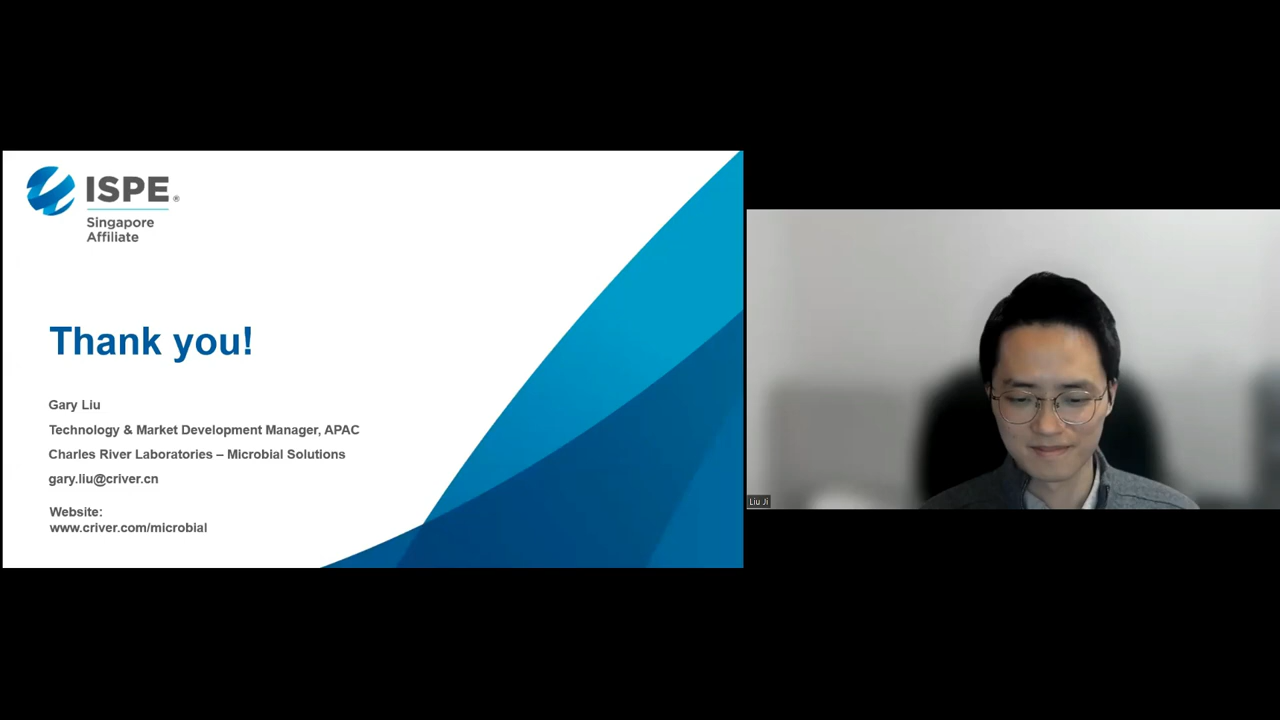 ISPE®
Singapore
Affiliate
Thank you!
Gary Liu
Technology & Market Development Manager, APAC
Charles River Laboratories – Microbial Solutions
gary.liu@criver.cn
Website:
www.criver.com/microbial
Liu Ji